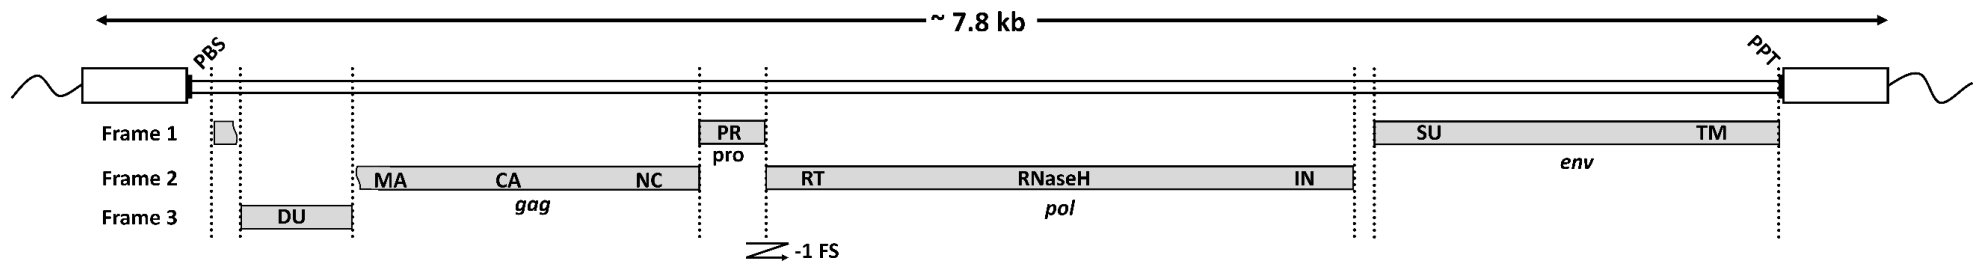 ~ 7.8 kb
PBS
PPT
Frame 1
PR
SU
TM
pro
env
Frame 2
MA
CA
NC
RT
RNaseH
IN
gag
pol
Frame 3
DU
-1 FS